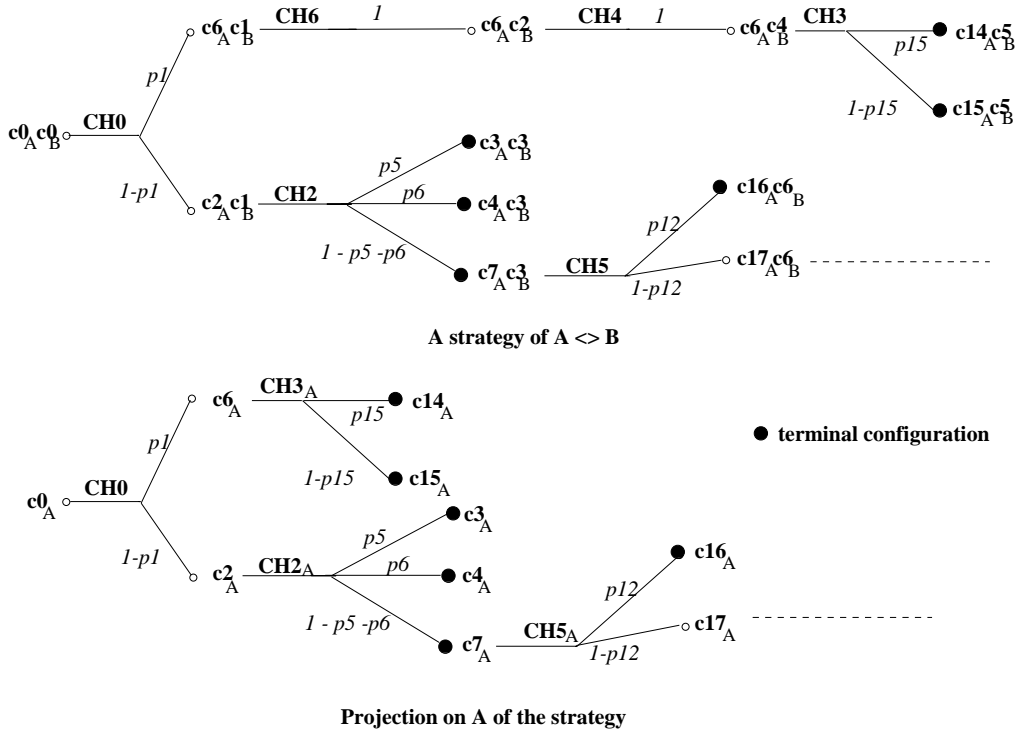 c6A c1B CH6 1 c6A c2B CH4 1 c6A c4B CH3 c14A c5B
p15
p1
1-p15 c15A c5B
c0A c0B CH0
c3A c3B
p5
1-p1 c2A c1B CH2 p6 c4A c3B c16A c6B
p12
1 - p5 -p6 c7A c3B CH5 c17A c6B
1-p12
A strategy of A <> B
c6A CH3A c14A
p15
p1 terminal configuration
1-p15 c15A
c0A CH0 c3A
p5
1-p1 c2A CH2A p6 c4A c16A
p12
1 - p5 -p6 c7A CH5A c17A
1-p12
Projection on A of the strategy